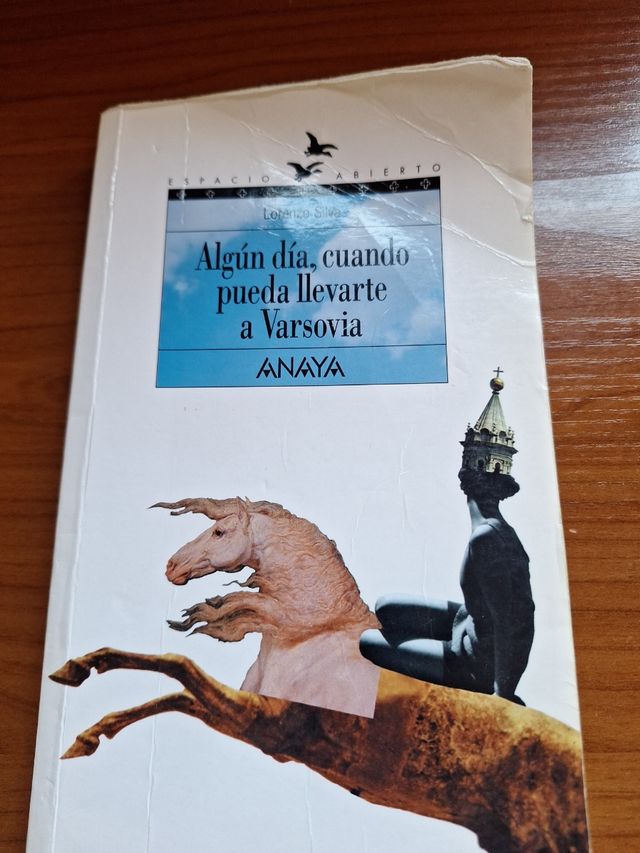 ESPACIO ABIERTO
Lorenzo Silva
Algún día, cuando
pueda llevarte
a Varsovia
ANAYA